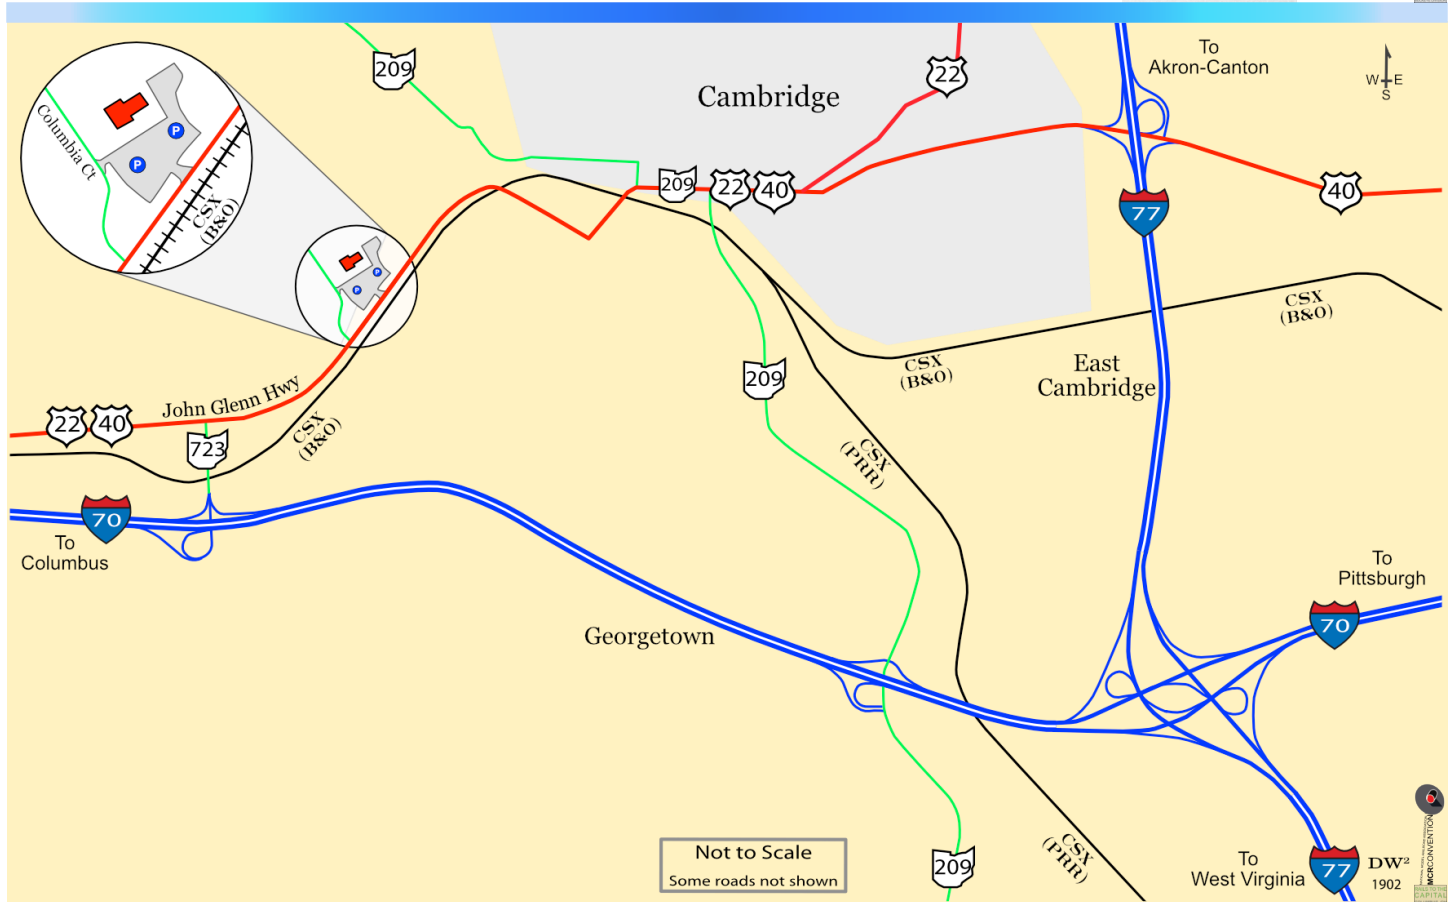 To
Akron-Canton
W E
S
209
22
Cambridge
Columbia Ct
P
P
CSX
(B&O)
209
22
40
40
77
CSX
(B&O)
East
Cambridge
CSX
(B&O)
209
John Glenn Hwy
22
40
723
CSX
(B&O)
CSX
(PRR)
70
To
Columbus
To
Pittsburgh
70
Georgetown
Not to Scale
Some roads not shown
209
CSX
(PRR)
To
West Virginia
77
DW²
1902
MCRCONVENTION
CAPITAL